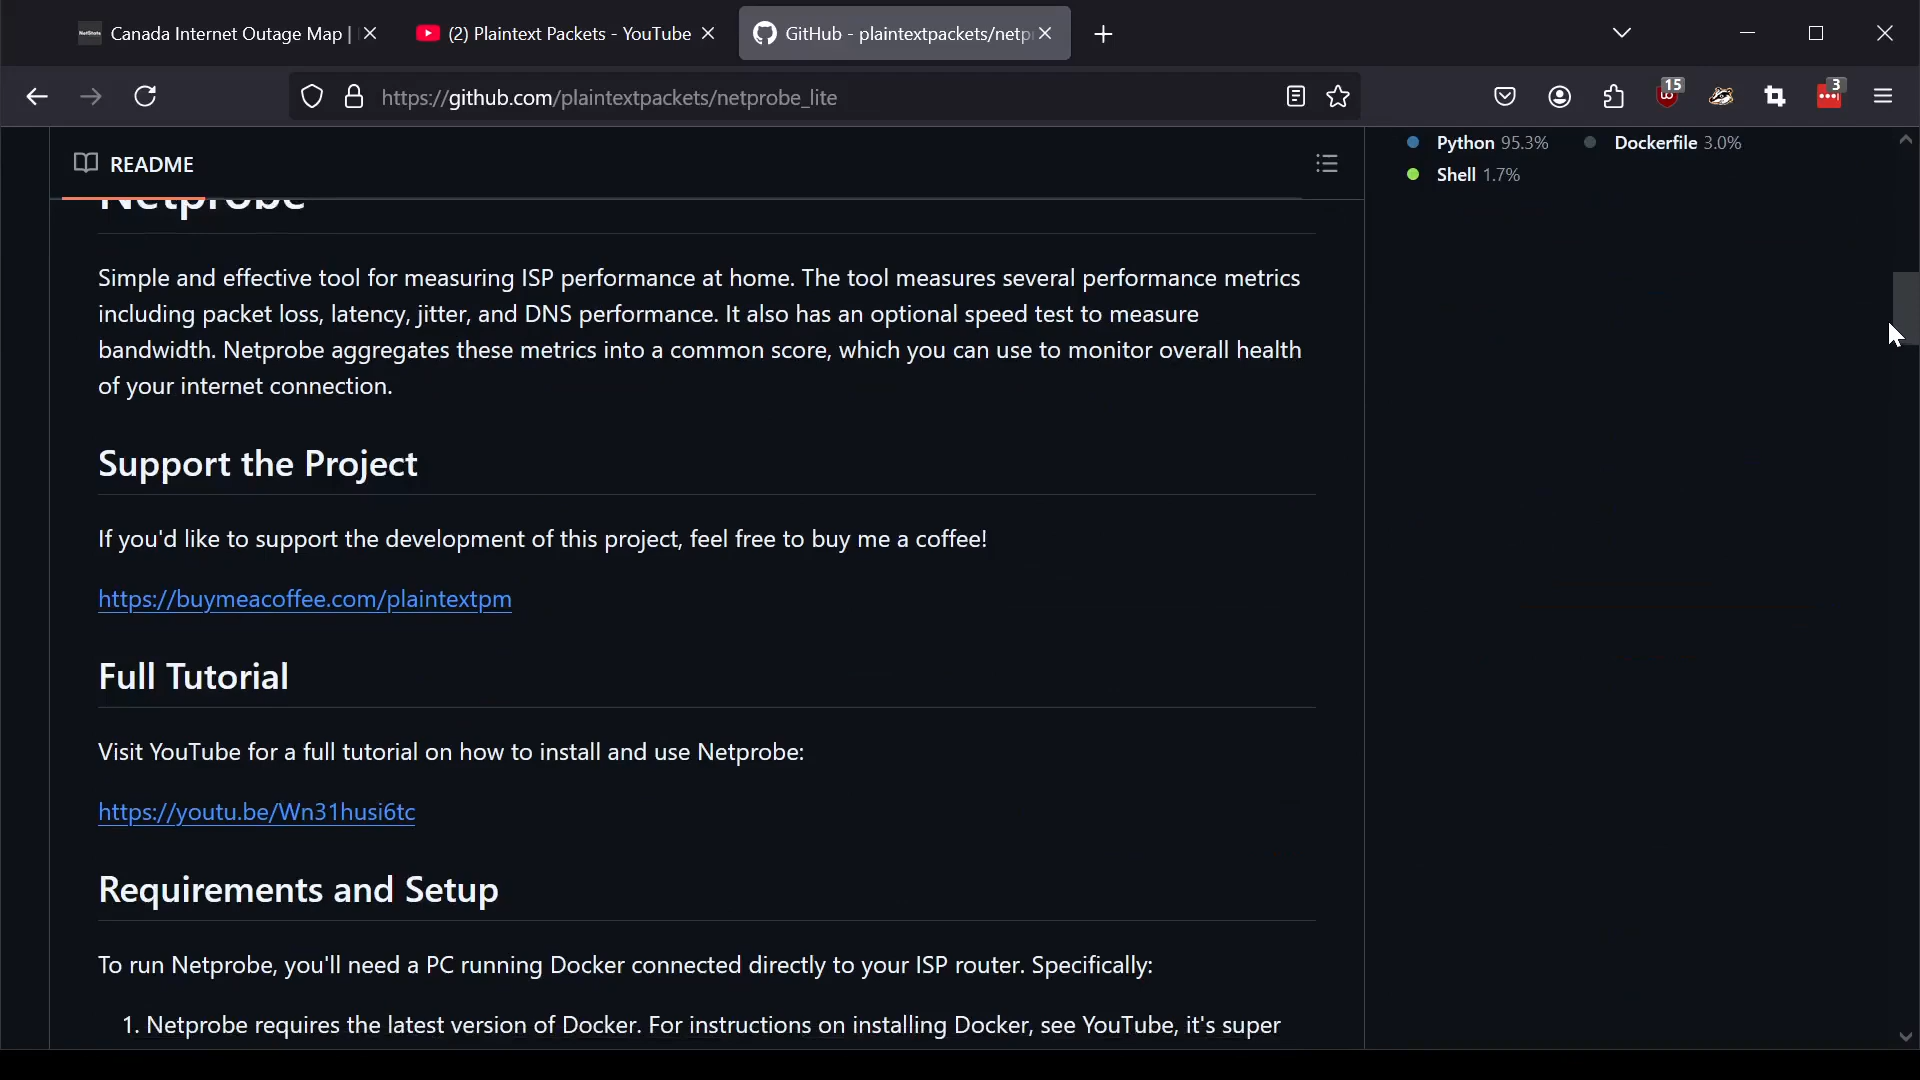 Canada Internet Outage Map |
(2) Plaintext Packets - YouTube
GitHub - plaintextpackets/netpr
https://github.com/plaintextpackets/netprobe_lite
15
3
README
Python 95.3%
Dockerfile 3.0%
Shell 1.7%
Netprobe
Simple and effective tool for measuring ISP performance at home. The tool measures several performance metrics
including packet loss, latency, jitter, and DNS performance. It also has an optional speed test to measure
bandwidth. Netprobe aggregates these metrics into a common score, which you can use to monitor overall health
of your internet connection.
Support the Project
If you'd like to support the development of this project, feel free to buy me a coffee!
https://buymeacoffee.com/plaintextpm
Full Tutorial
Visit YouTube for a full tutorial on how to install and use Netprobe:
https://youtu.be/Wn31husi6tc
Requirements and Setup
To run Netprobe, you'll need a PC running Docker connected directly to your ISP router. Specifically:
1. Netprobe requires the latest version of Docker. For instructions on installing Docker, see YouTube, it's super